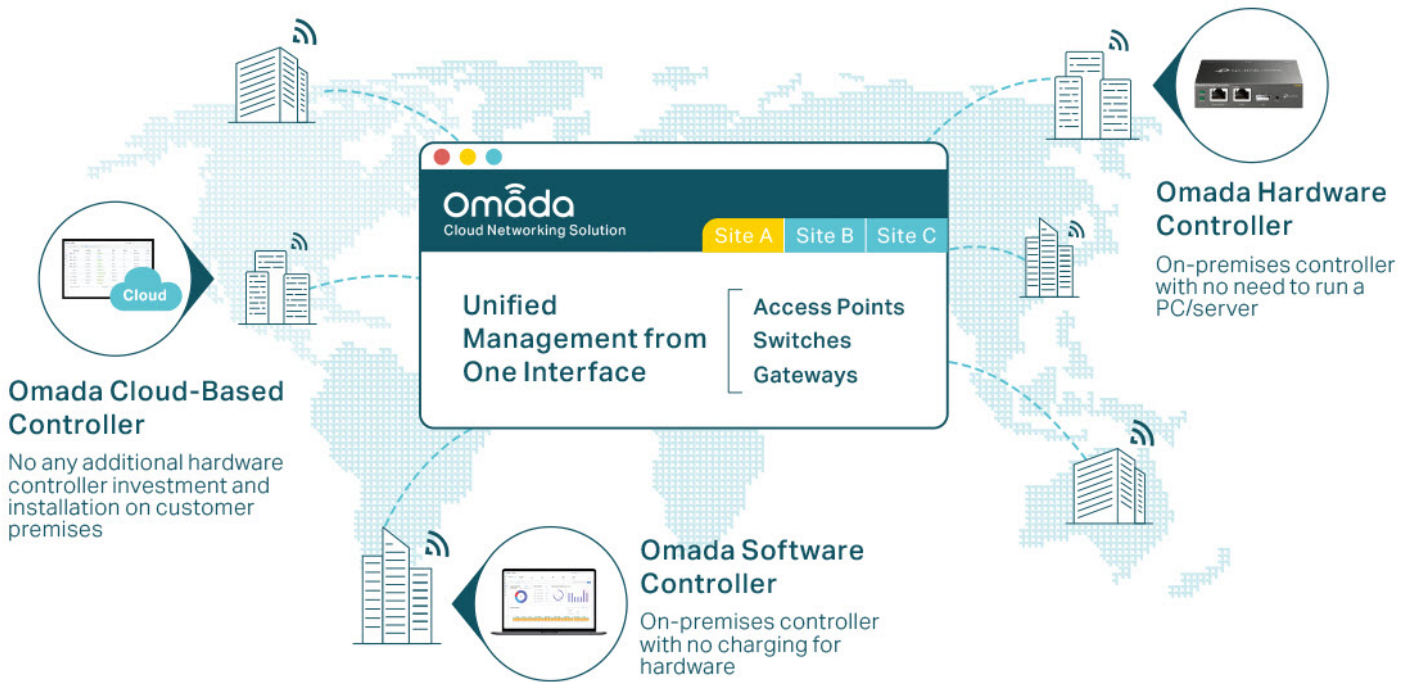 Omada
Cloud Networking Solution
Site A
Site B
Site C
Unified
Management from
One Interface
Access Points
Switches
Gateways
Omada Hardware
Controller
On-premises controller
with no need to run a
PC/server
Cloud
Omada Cloud-Based
Controller
No any additional hardware
controller investment and
installation on customer
premises
Omada Software
Controller
On-premises controller
with no charging for
hardware